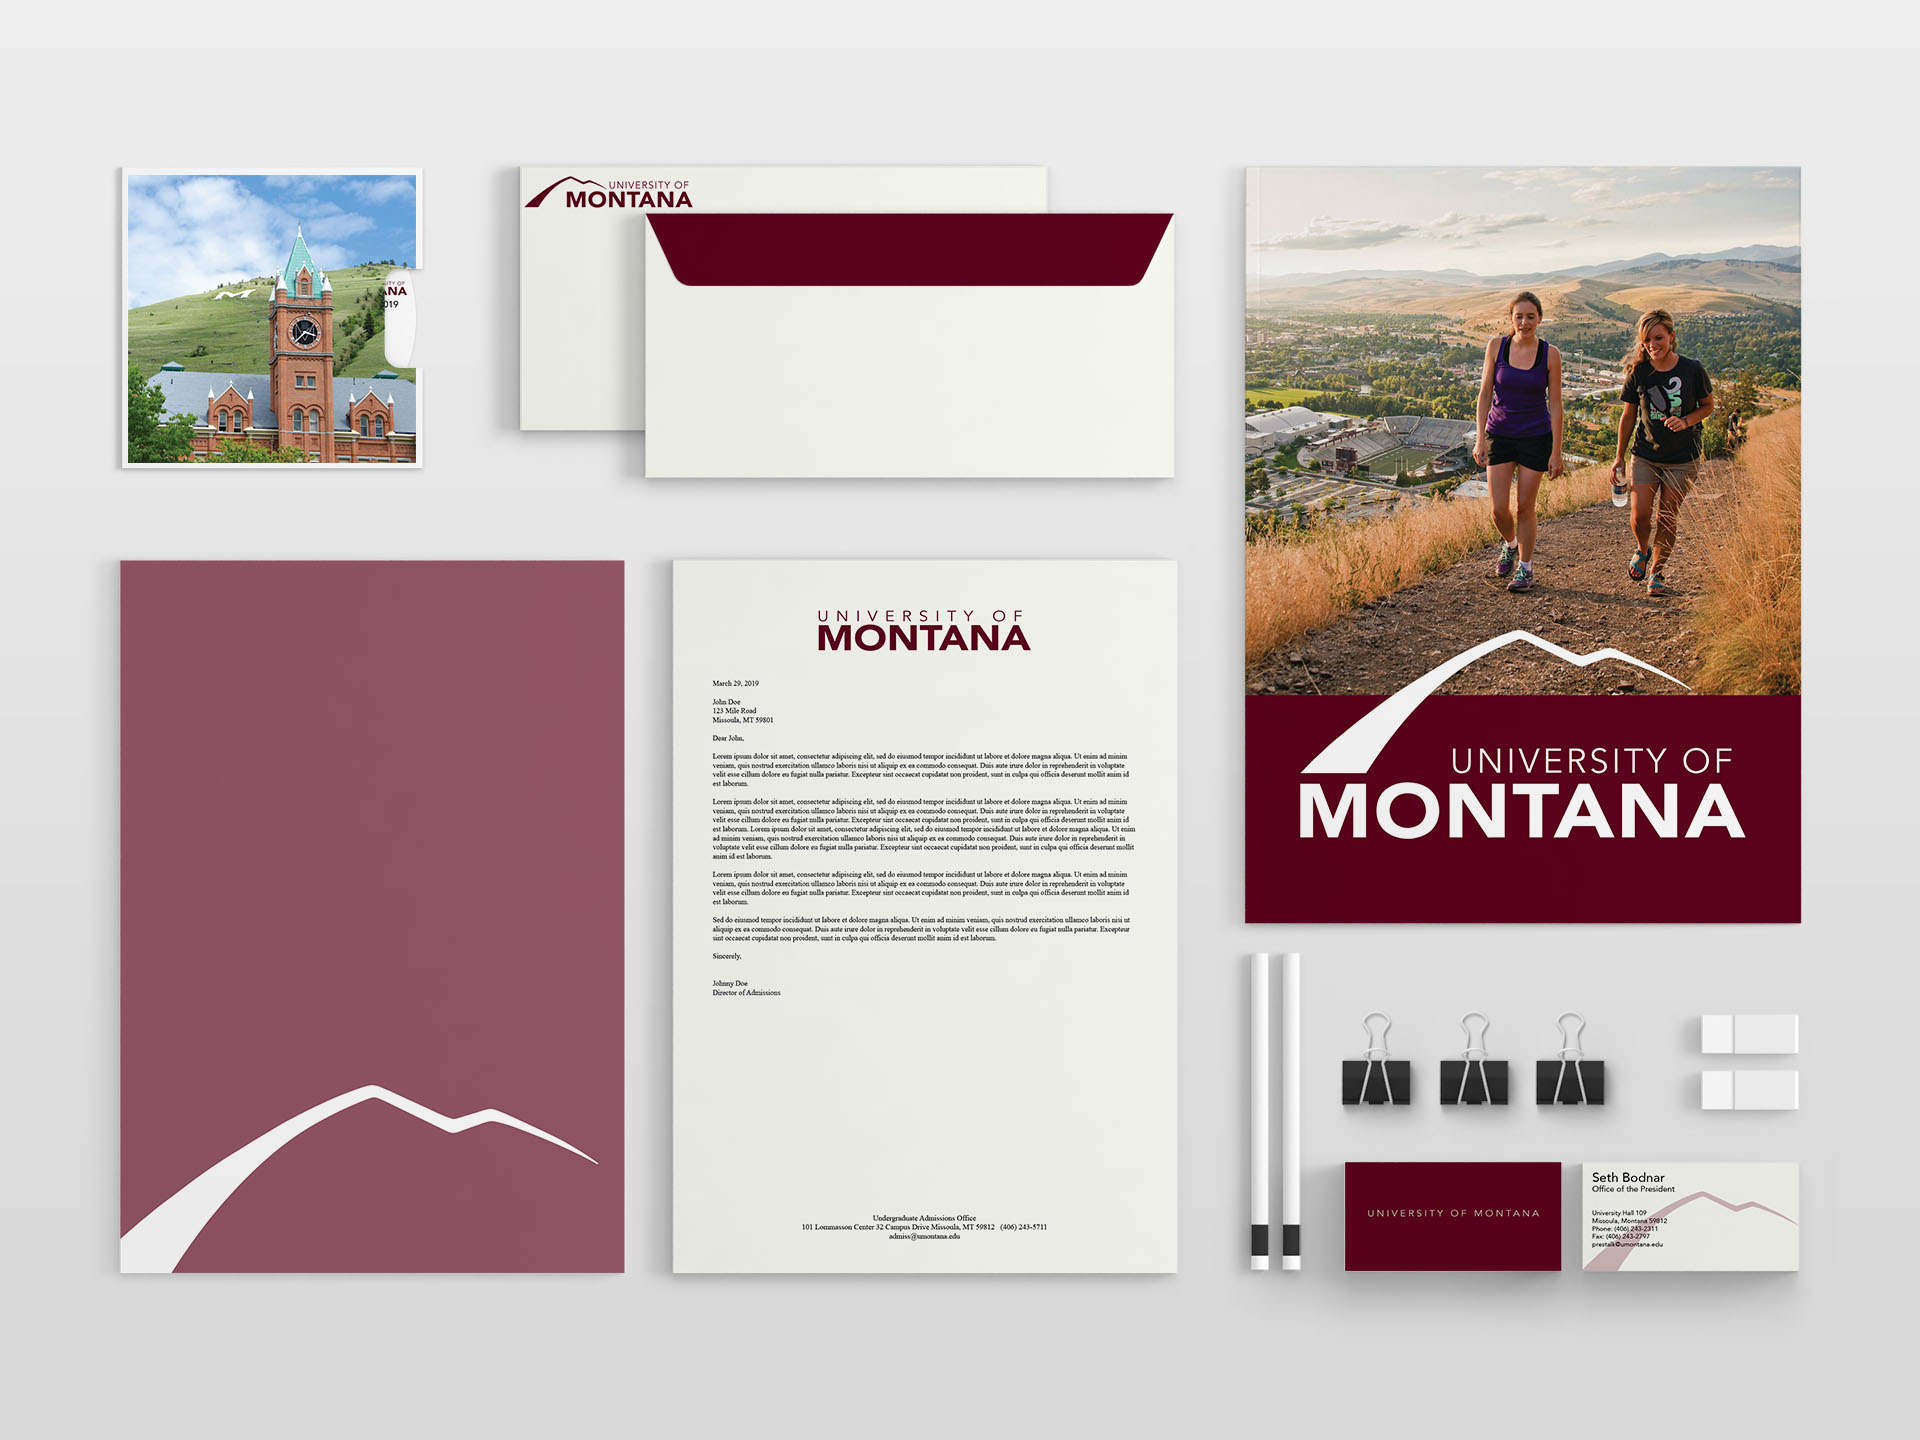 UNIVERSITY OF
MONTANA
ITY OF
ANA
019
UNIVERSITY OF
MONTANA
March 29, 2019
John Doe
123 Mile Road
Missoula, MT 59801
Dear John,
Lorem ipsum dolor sit amet, consectetur adipiscing elit, sed do eiusmod tempor incididunt ut labore et dolore magna aliqua. Ut enim ad minim
veniam, quis nostrud exercitation ullamco laboris nisi ut aliquip ex ea commodo consequat. Duis aute irure dolor in reprehenderit in voluptate
velit esse cillum dolore eu fugiat nulla pariatur. Excepteur sint occaecat cupidatat non proident, sunt in culpa qui officia deserunt mollit anim id
est laborum.
Lorem ipsum dolor sit amet, consectetur adipiscing elit, sed do eiusmod tempor incididunt ut labore et dolore magna aliqua. Ut enim ad minim
veniam, quis nostrud exercitation ullamco laboris nisi ut aliquip ex ea commodo consequat. Duis aute irure dolor in reprehenderit in voluptate
velit esse cillum dolore eu fugiat nulla pariatur. Excepteur sint occaecat cupidatat non proident, sunt in culpa qui officia deserunt mollit anim id
est laborum. Lorem ipsum dolor sit amet, consectetur adipiscing elit, sed do eiusmod tempor incididunt ut labore et dolore magna aliqua. Ut enim
ad minim veniam, quis nostrud exercitation ullamco laboris nisi ut aliquip ex ea commodo consequat. Duis aute irure dolor in reprehenderit in
voluptate velit esse cillum dolore eu fugiat nulla pariatur. Excepteur sint occaecat cupidatat non proident, sunt in culpa qui officia deserunt mollit
anim id est laborum.
Lorem ipsum dolor sit amet, consectetur adipiscing elit, sed do eiusmod tempor incididunt ut labore et dolore magna aliqua. Ut enim ad minim
veniam, quis nostrud exercitation ullamco laboris nisi ut aliquip ex ea commodo consequat. Duis aute irure dolor in reprehenderit in voluptate
velit esse cillum dolore eu fugiat nulla pariatur. Excepteur sint occaecat cupidatat non proident, sunt in culpa qui officia deserunt mollit anim id
est laborum.
Sed do eiusmod tempor incididunt ut labore et dolore magna aliqua. Ut enim ad minim veniam, quis nostrud exercitation ullamco laboris nisi ut
aliquip ex ea commodo consequat. Duis aute irure dolor in reprehenderit in voluptate velit esse cillum dolore eu fugiat nulla pariatur. Excepteur
sint occaecat cupidatat non proident, sunt in culpa qui officia deserunt mollit anim id est laborum.
Sincerely,
Johnny Doe
Director of Admissions
Undergraduate Admissions Office
101 Lommasson Center 32 Campus Drive Missoula, MT 59812 (406) 243-5711
admiss@umontana.edu
UNIVERSITY OF
MONTANA
UNIVERSITY OF MONTANA
Seth Bodnar
Office of the President
University Hall 109
Missoula, Montana 59812
Phone: (406) 243-2311
Fax: (406) 243-2797
prestalk@umontana.edu